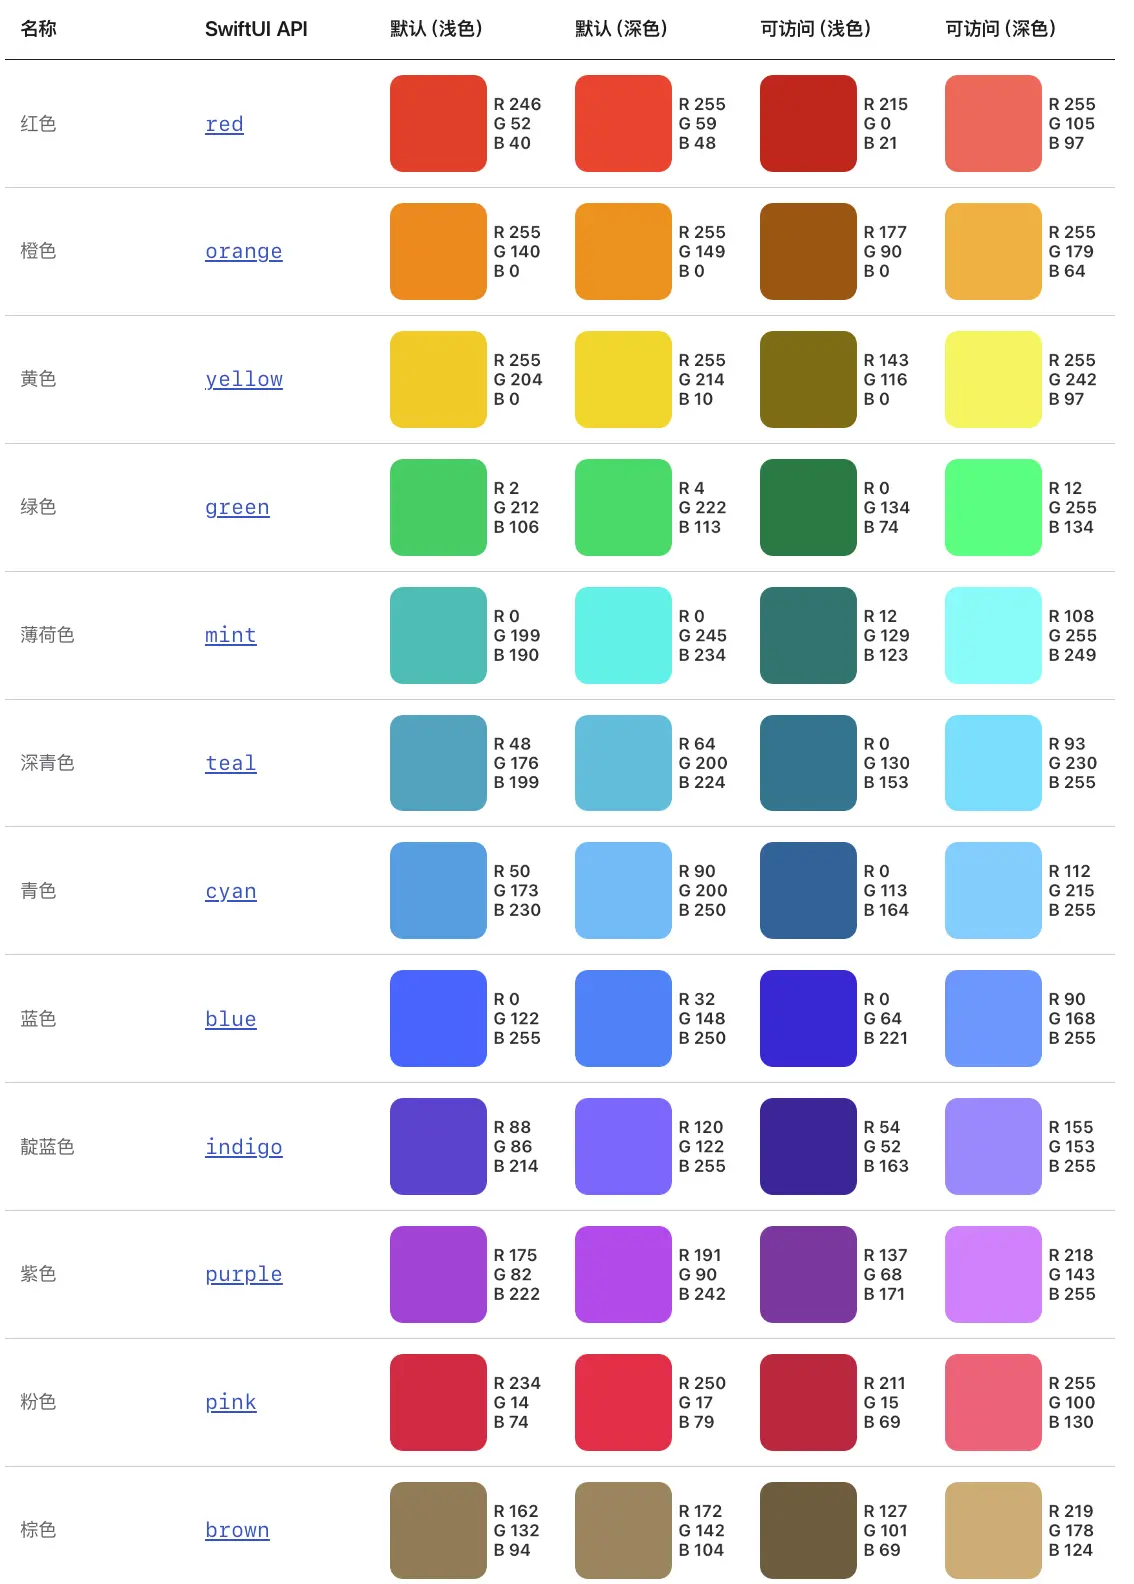 名称 SwiftUI API 默认（浅色） 默认（深色） 可访问（浅色） 可访问（深色）
红色 red R 246 G 52 B 40 R 255 G 59 B 48 R 215 G 0 B 21 R 255 G 105 B 97
橙色 orange R 255 G 140 B 0 R 255 G 149 B 0 R 177 G 90 B 0 R 255 G 179 B 64
黄色 yellow R 255 G 204 B 0 R 255 G 214 B 10 R 143 G 116 B 0 R 255 G 242 B 97
绿色 green R 2 G 212 B 106 R 4 G 222 B 113 R 0 G 134 B 74 R 12 G 255 B 134
薄荷色 mint R 0 G 199 B 190 R 0 G 245 B 234 R 12 G 129 B 123 R 108 G 255 B 249
深青色 teal R 48 G 176 B 199 R 64 G 200 B 224 R 0 G 130 B 153 R 93 G 230 B 255
青色 cyan R 50 G 173 B 230 R 90 G 200 B 250 R 0 G 113 B 164 R 112 G 215 B 255
蓝色 blue R 0 G 122 B 255 R 32 G 148 B 250 R 0 G 64 B 221 R 90 G 168 B 255
靛蓝色 indigo R 88 G 86 B 214 R 120 G 122 B 255 R 54 G 52 B 163 R 155 G 153 B 255
紫色 purple R 175 G 82 B 222 R 191 G 90 B 242 R 137 G 68 B 171 R 218 G 143 B 255
粉色 pink R 234 G 14 B 74 R 250 G 17 B 79 R 211 G 15 B 69 R 255 G 100 B 130
棕色 brown R 162 G 132 B 94 R 172 G 142 B 104 R 127 G 101 B 69 R 219 G 178 B 124